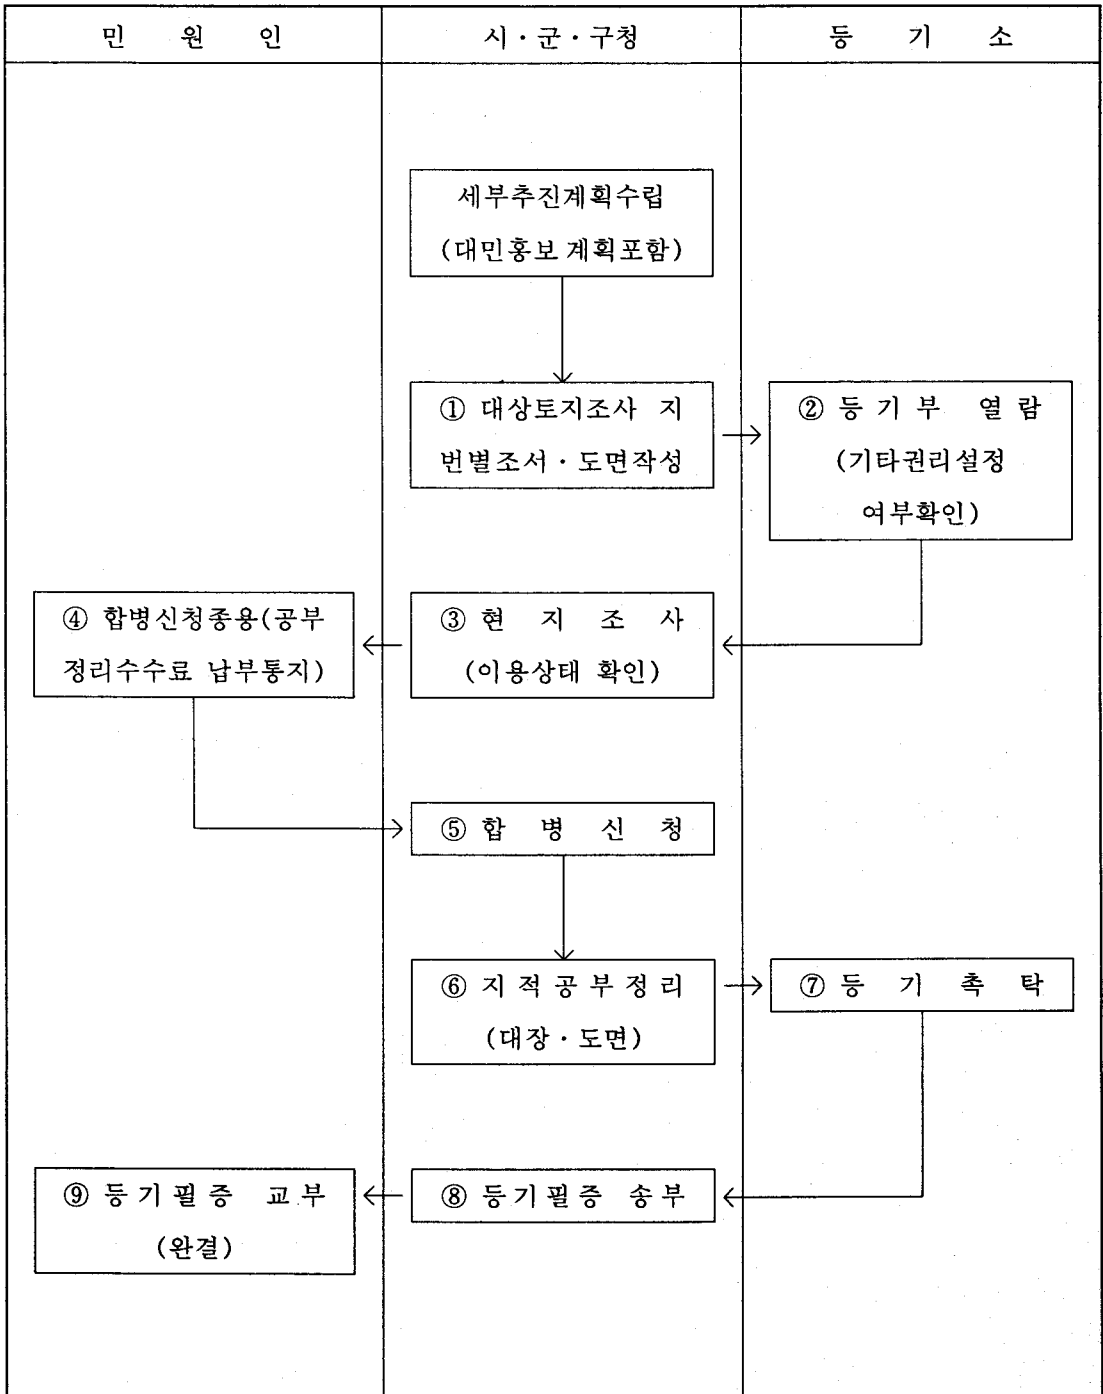 민 원 인
시·군·구청
등 기 소
세부추진계획수립
(대민홍보 계획포함)
① 대상토지조사 지
번별조서·도면작성
② 등 기 부 열 람
(기타권리설정
여부확인)
③ 현 지 조 사
(이용상태 확인)
④ 합병신청종용(공부
정리수수료 납부통지)
⑤ 합 병 신 청
⑥ 지 적 공 부 정 리
(대장·도면)
⑦ 등 기 촉 탁
⑧ 등기필증 송부
⑨ 등기필증 교부
(완결)